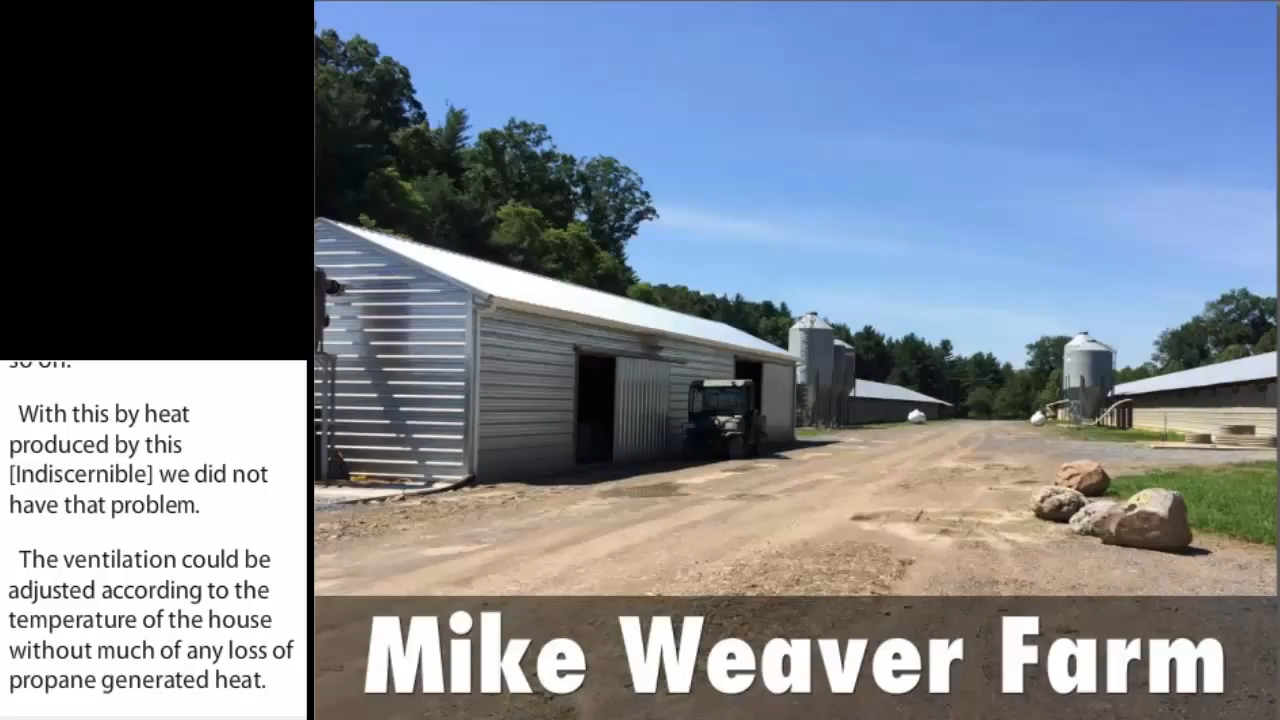 so on.
With this by heat
produced by this
[Indiscernible] we did not
have that problem.
The ventilation could be
adjusted according to the
temperature of the house
without much of any loss of
propane generated heat.
Mike Weaver Farm